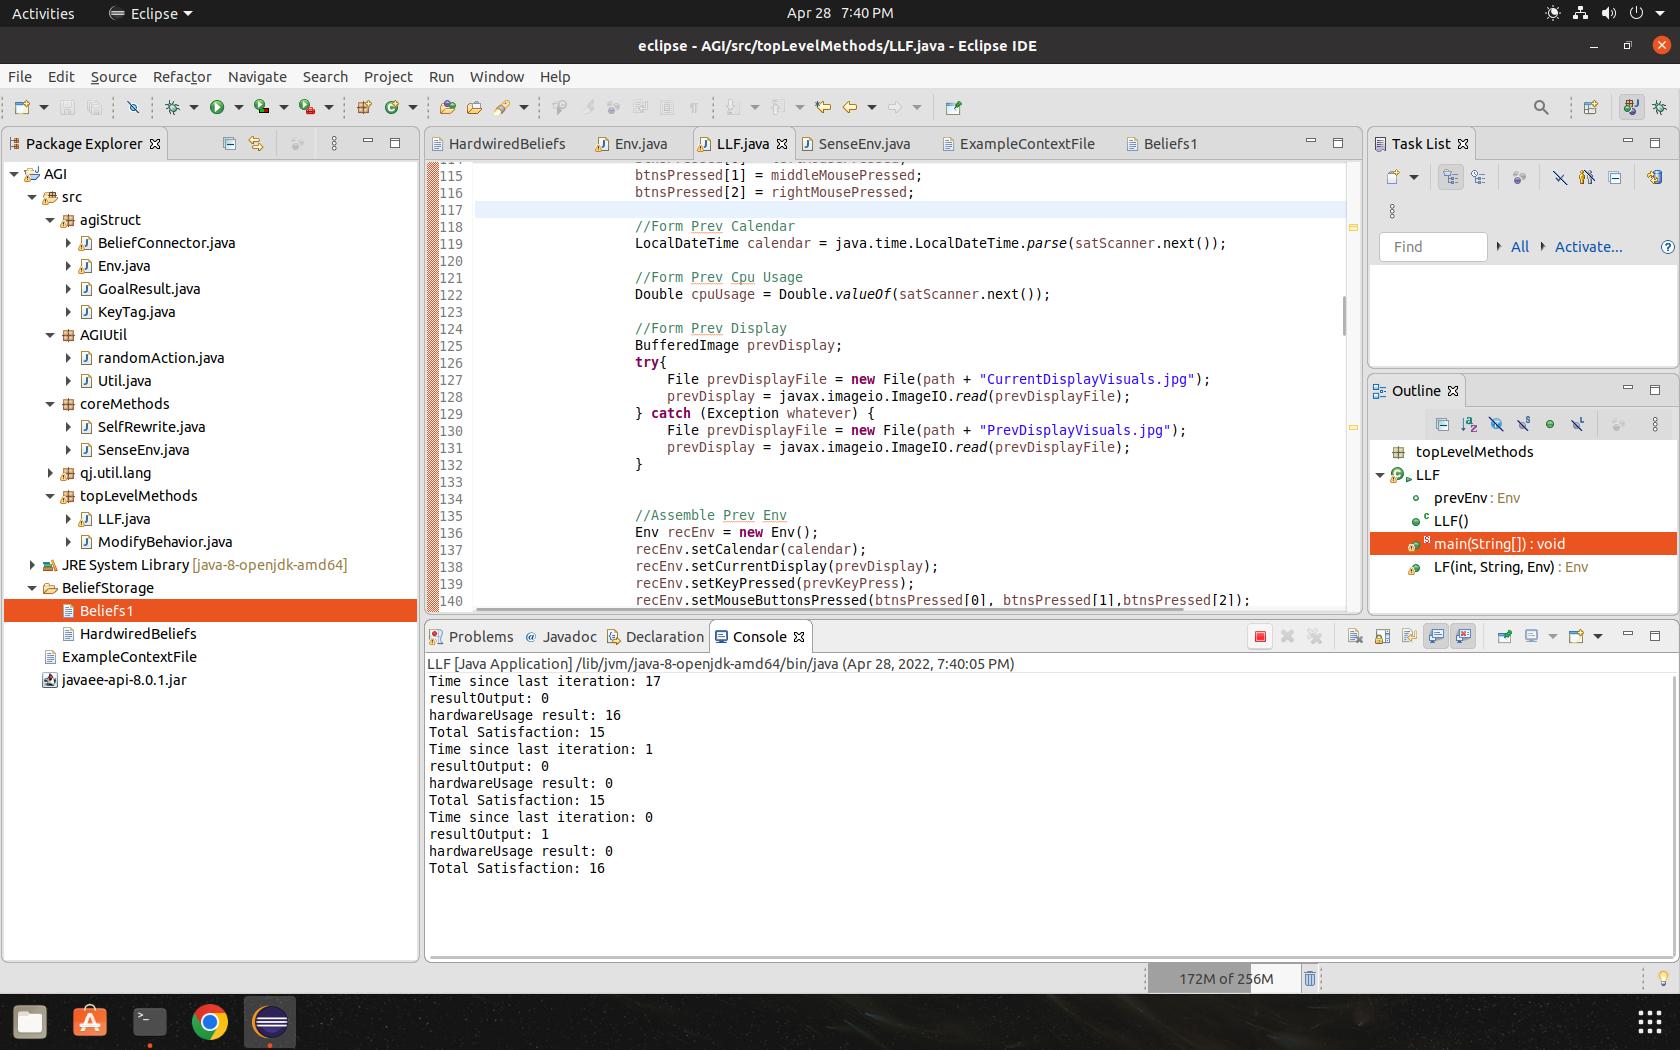 Activities Eclipse Apr 28 7:40 PM
eclipse - AGI/src/topLevelMethods/LLF.java - Eclipse IDE
File Edit Source Refactor Navigate Search Project Run Window Help
Package Explorer
AGI
src
agiStruct
BeliefConnector.java
Env.java
GoalResult.java
KeyTag.java
AGIUtil
randomAction.java
Util.java
coreMethods
SelfRewrite.java
SenseEnv.java
qj.util.lang
topLevelMethods
LLF.java
ModifyBehavior.java
JRE System Library [java-8-openjdk-amd64]
BeliefStorage
Beliefs1
HardwiredBeliefs
ExampleContextFile
javaee-api-8.0.1.jar
HardwiredBeliefs Env.java LLF.java SenseEnv.java ExampleContextFile Beliefs1
115 btnsPressed[1] = middleMousePressed;
116 btnsPressed[2] = rightMousePressed;
117
118 //Form Prev Calendar
119 LocalDateTime calendar = java.time.LocalDateTime.parse(satScanner.next());
120
121 //Form Prev Cpu Usage
122 Double cpuUsage = Double.valueOf(satScanner.next());
123
124 //Form Prev Display
125 BufferedImage prevDisplay;
126 try{
127 File prevDisplayFile = new File(path + "CurrentDisplayVisuals.jpg");
128 prevDisplay = javax.imageio.ImageIO.read(prevDisplayFile);
129 } catch (Exception whatever) {
130 File prevDisplayFile = new File(path + "PrevDisplayVisuals.jpg");
131 prevDisplay = javax.imageio.ImageIO.read(prevDisplayFile);
132 }
133
134
135 //Assemble Prev Env
136 Env recEnv = new Env();
137 recEnv.setCalendar(calendar);
138 recEnv.setCurrentDisplay(prevDisplay);
139 recEnv.setKeyPressed(prevKeyPress);
140 recEnv.setMouseButtonsPressed(btnsPressed[0], btnsPressed[1],btnsPressed[2]);
Problems @ Javadoc Declaration Console
LLF [Java Application] /lib/jvm/java-8-openjdk-amd64/bin/java (Apr 28, 2022, 7:40:05 PM)
Time since last iteration: 17
resultOutput: 0
hardwareUsage result: 16
Total Satisfaction: 15
Time since last iteration: 1
resultOutput: 0
hardwareUsage result: 0
Total Satisfaction: 15
Time since last iteration: 0
resultOutput: 1
hardwareUsage result: 0
Total Satisfaction: 16
Task List
Find All Activate...
Outline
topLevelMethods
LLF
prevEnv : Env
LLF()
main(String[]) : void
LF(int, String, Env) : Env
172M of 256M